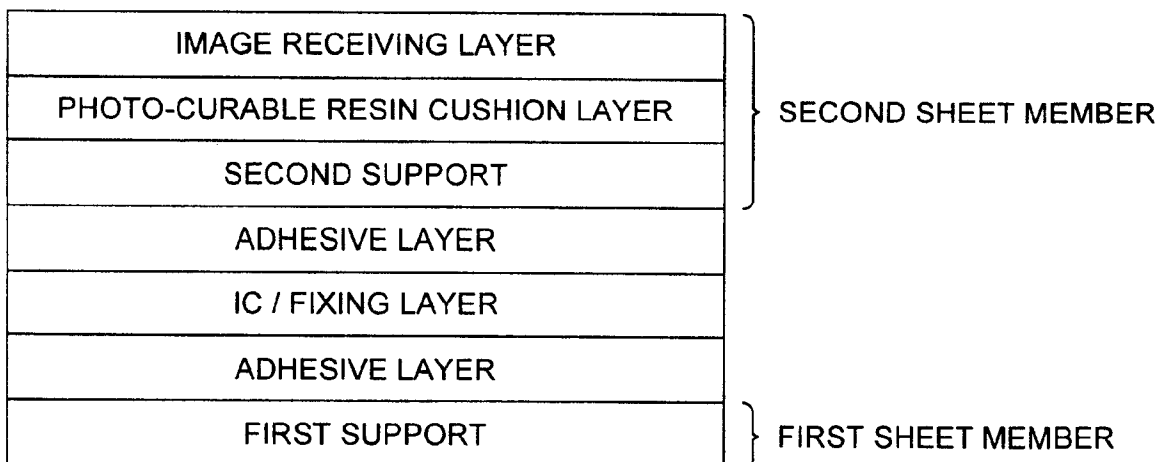 IMAGE RECEIVING LAYER
PHOTO-CURABLE RESIN CUSHION LAYER
SECOND SUPPORT
SECOND SHEET MEMBER
ADHESIVE LAYER
IC / FIXING LAYER
ADHESIVE LAYER
FIRST SUPPORT
FIRST SHEET MEMBER